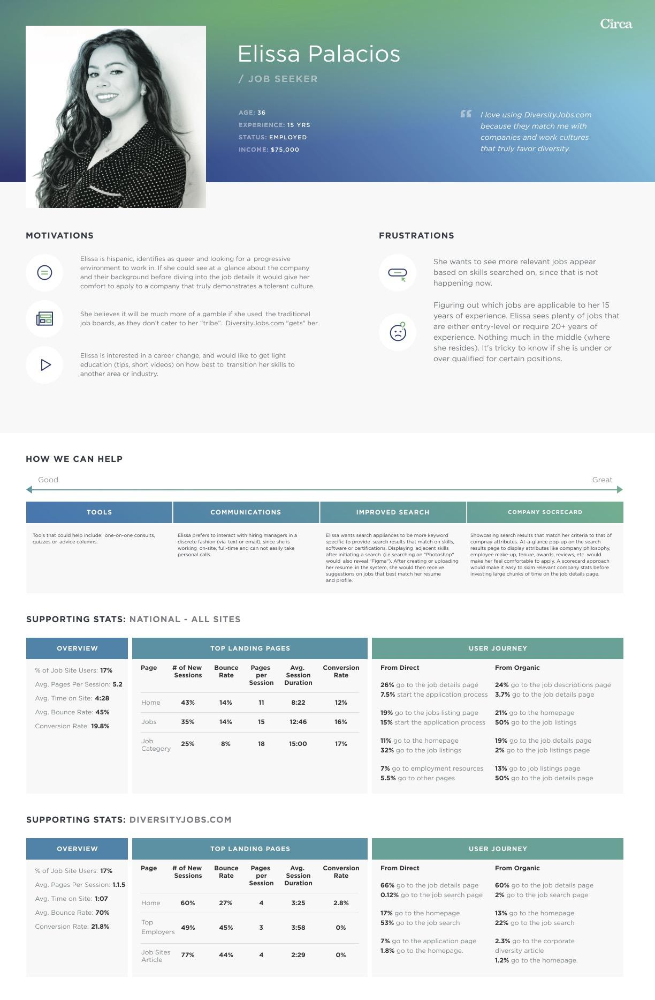 Circa
Elissa Palacios
/ JOB SEEKER
AGE: 36
EXPERIENCE: 15 YRS
STATUS: EMPLOYED
INCOME: $75,000
“ I love using DiversityJobs.com
because they match me with
companies and work cultures
that truly favor diversity.
MOTIVATIONS
Elissa is hispanic, identifies as queer and looking for a progressive
environment to work in. If she could see at a glance about the company
and their background before diving into the job details it would give her
comfort to apply to a company that truly demonstrates a tolerant culture.
She believes it will be much more of a gamble if she used the traditional
job boards, as they don’t cater to her “tribe”. DiversityJobs.com "gets" her.
Elissa is interested in a career change, and would like to get light
education (tips, short videos) on how best to transition her skills to
another area or industry.
FRUSTRATIONS
She wants to see more relevant jobs appear
based on skills searched on, since that is not
happening now.
Figuring out which jobs are applicable to her 15
years of experience. Elissa sees plenty of jobs that
are either entry-level or require 20+ years of
experience. Nothing much in the middle (where
she resides). It's tricky to know if she is under or
over qualified for certain positions.
HOW WE CAN HELP
Good
Great
TOOLS
Tools that could help include: one-on-one consults,
quizzes or advice columns.
COMMUNICATIONS
Elissa prefers to interact with hiring managers in a
discrete fashion (via text or email), since she is
working on-site, full-time and can not easily take
personal calls.
IMPROVED SEARCH
Elissa wants search appliances to be more keyword
specific to provide search results that match on skills,
software or certifications. Displaying adjacent skills
after initiating a search (i.e searching on "Photoshop"
would also reveal "Figma"). After creating or uploading
her resume in the system, she would then receive
suggestions on jobs that best match her resume
and profile.
COMPANY SOCRECARD
Showcasing search results that match her criteria to that of
compnay attributes. At-a-glance pop-up on the search
results page to display attributes like company philosophy,
employee make-up, tenure, awards, reviews, etc. would
make her feel comfortable to apply. A scorecard approach
would make it easy to skim relevant company stats before
investing large chunks of time on the job details page.
SUPPORTING STATS: NATIONAL - ALL SITES
OVERVIEW
% of Job Site Users: 17%
Avg. Pages Per Session: 5.2
Avg. Time on Site: 4:28
Avg. Bounce Rate: 45%
Conversion Rate: 19.8%
TOP LANDING PAGES
Page # of New Bounce Pages Avg. Conversion
Sessions Rate per Session Rate
Session Duration
Home 43% 14% 11 8:22 12%
Jobs 35% 14% 15 12:46 16%
Job
Category 25% 8% 18 15:00 17%
USER JOURNEY
From Direct
26% go to the job details page
7.5% start the application process
19% go to the jobs listing page
15% start the application process
11% go to the homepage
32% go to the job listings
7% go to employment resources
5.5% go to other pages
From Organic
24% go to the job descriptions page
3.7% go to the job details page
21% go to the homepage
50% go to the job listings
19% go to the job details page
2% go to the job listings page
13% go to job listings page
50% go to the job details page
SUPPORTING STATS: DIVERSITYJOBS.COM
OVERVIEW
% of Job Site Users: 17%
Avg. Pages Per Session: 1.1.5
Avg. Time on Site: 1:07
Avg. Bounce Rate: 70%
Conversion Rate: 21.8%
TOP LANDING PAGES
Page # of New Bounce Pages Avg. Conversion
Sessions Rate per Session Rate
Session Duration
Home 60% 27% 4 3:25 2.8%
Top
Employers 49% 45% 3 3:58 0%
Job Sites
Article 77% 44% 4 2:29 0%
USER JOURNEY
From Direct
66% go to the job details page
0.12% go to the job search page
17% go to the homepage
53% go to the job search
7% go to the application page
1.8% go to the homepage.
From Organic
60% go to the job details page
2% go to the job search page
13% go to the homepage
22% go to the job search
2.3% go to the corporate
diversity article
1.2% go to the homepage.